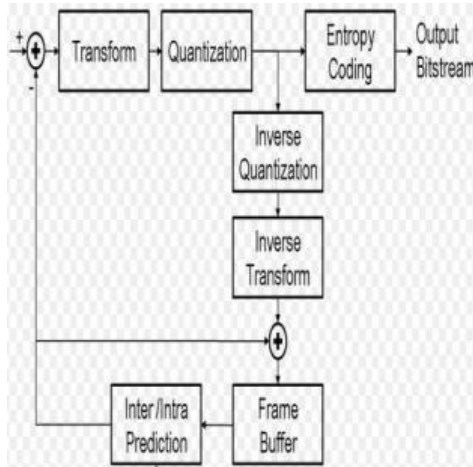 +
-
Transform
Quantization
Entropy
Coding
Output
Bitstream
Inverse
Quantization
Inverse
Transform
Inter/Intra
Prediction
Frame
Buffer